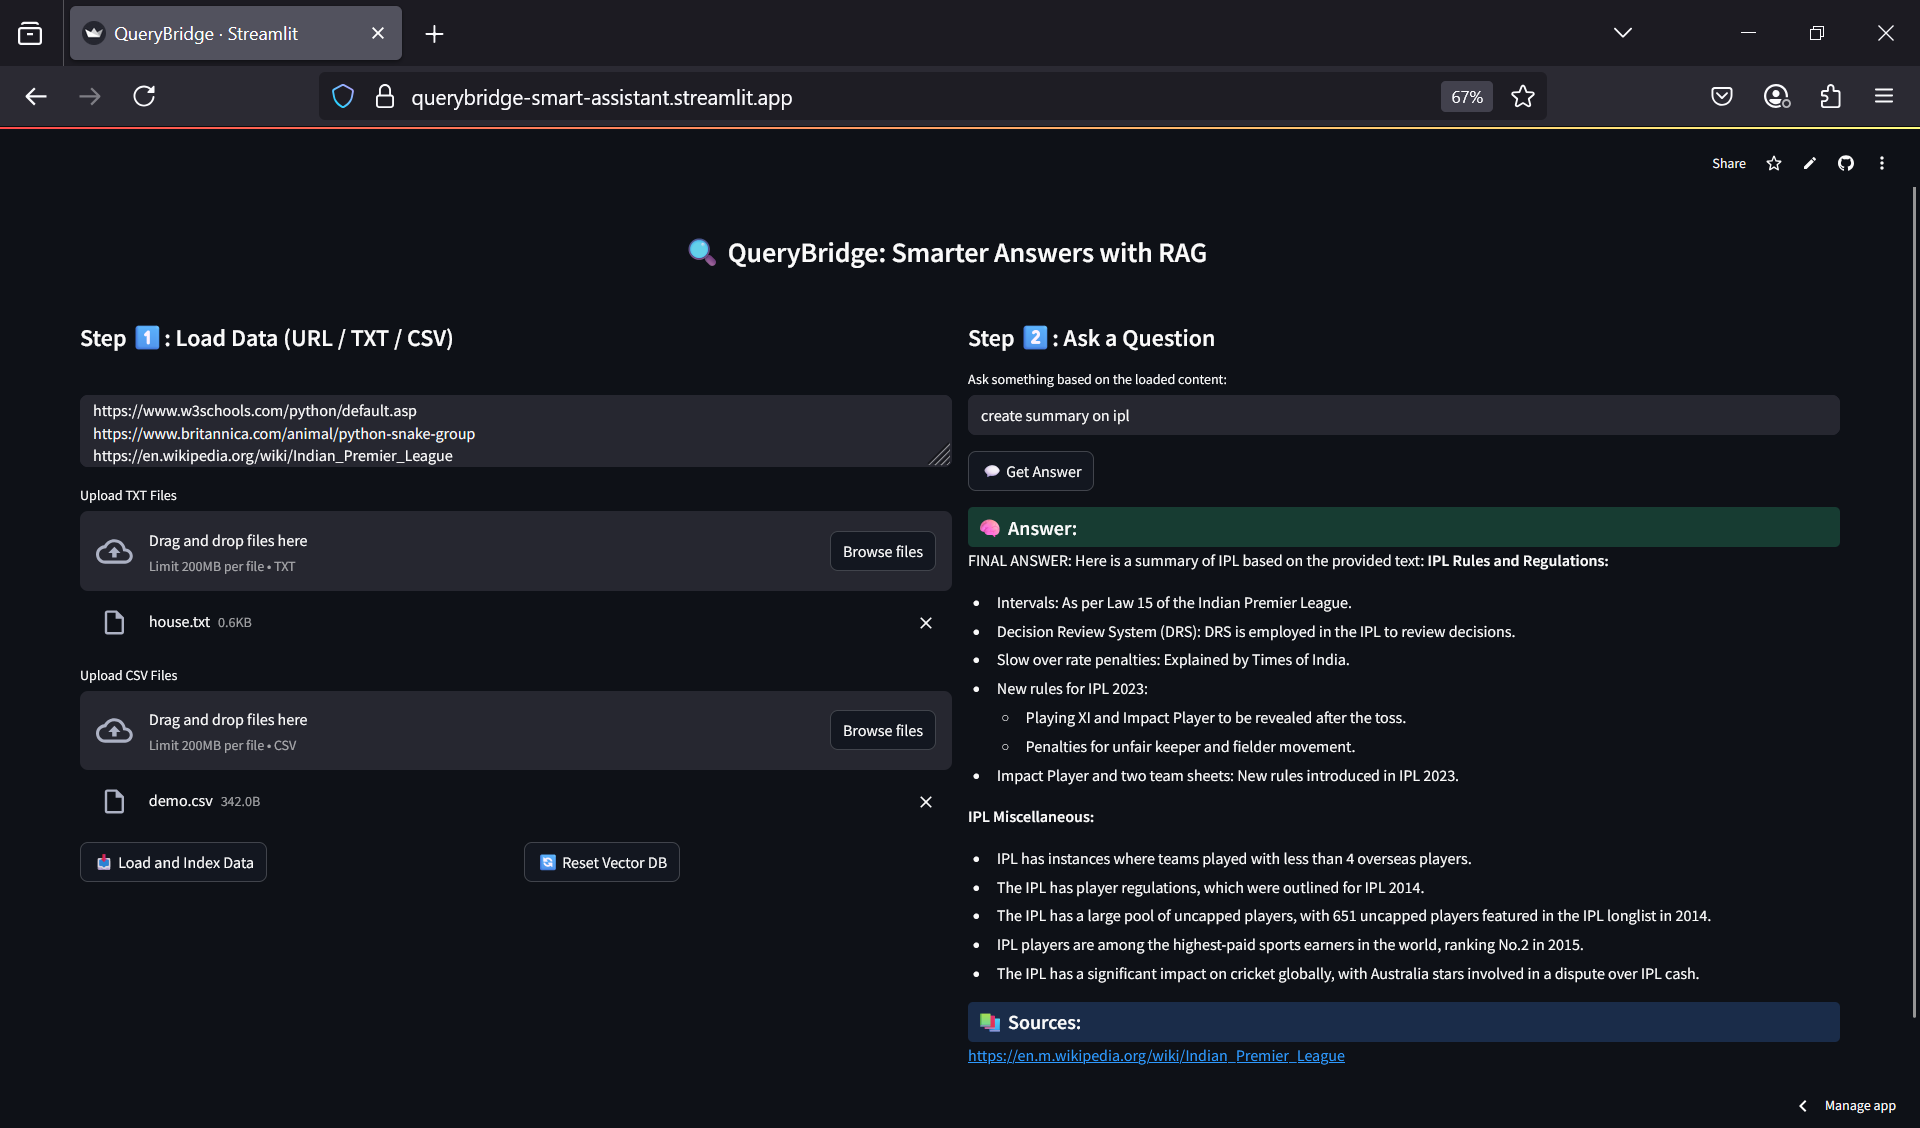 QueryBridge · Streamlit
querybridge-smart-assistant.streamlit.app
67%
Share
🔍 QueryBridge: Smarter Answers with RAG
Step 1️⃣ : Load Data (URL / TXT / CSV)
https://www.w3schools.com/python/default.asp
https://www.britannica.com/animal/python-snake-group
https://en.wikipedia.org/wiki/Indian_Premier_League
Upload TXT Files
Drag and drop files here
Limit 200MB per file • TXT
Browse files
house.txt 0.6KB
Upload CSV Files
Drag and drop files here
Limit 200MB per file • CSV
Browse files
demo.csv 342.0B
📥 Load and Index Data
🔄 Reset Vector DB
Step 2️⃣ : Ask a Question
Ask something based on the loaded content:
create summary on ipl
💬 Get Answer
🧠 Answer:
FINAL ANSWER: Here is a summary of IPL based on the provided text: IPL Rules and Regulations:
• Intervals: As per Law 15 of the Indian Premier League.
• Decision Review System (DRS): DRS is employed in the IPL to review decisions.
• Slow over rate penalties: Explained by Times of India.
• New rules for IPL 2023:
◦ Playing XI and Impact Player to be revealed after the toss.
◦ Penalties for unfair keeper and fielder movement.
• Impact Player and two team sheets: New rules introduced in IPL 2023.
IPL Miscellaneous:
• IPL has instances where teams played with less than 4 overseas players.
• The IPL has player regulations, which were outlined for IPL 2014.
• The IPL has a large pool of uncapped players, with 651 uncapped players featured in the IPL longlist in 2014.
• IPL players are among the highest-paid sports earners in the world, ranking No.2 in 2015.
• The IPL has a significant impact on cricket globally, with Australia stars involved in a dispute over IPL cash.
📚 Sources:
https://en.m.wikipedia.org/wiki/Indian_Premier_League
Manage app